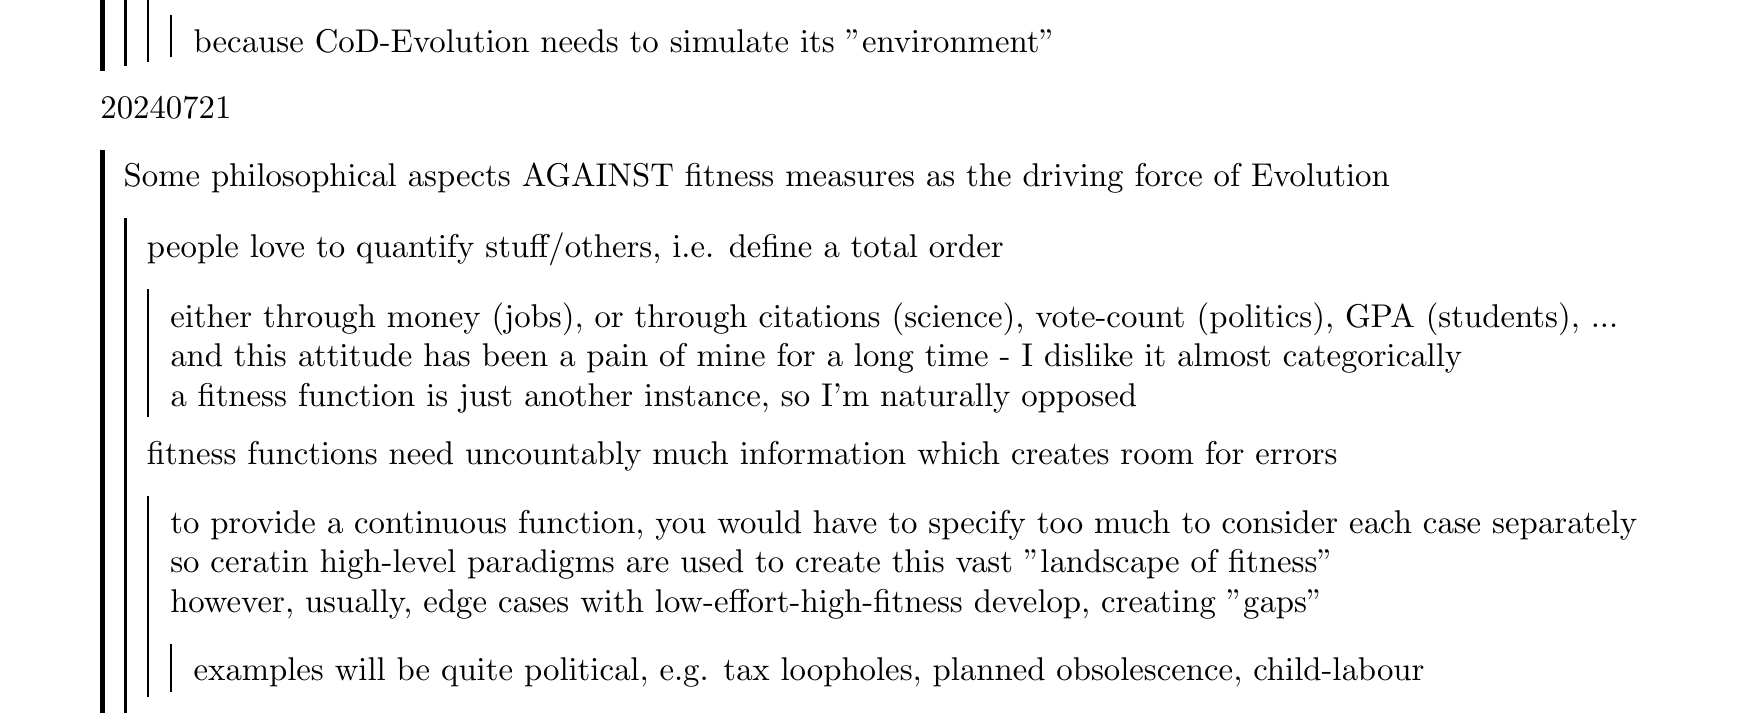 because CoD-Evolution needs to simulate its ”environment”
20240721
Some philosophical aspects AGAINST fitness measures as the driving force of Evolution
people love to quantify stuff/others, i.e. define a total order
either through money (jobs), or through citations (science), vote-count (politics), GPA (students), ...
and this attitude has been a pain of mine for a long time - I dislike it almost categorically
a fitness function is just another instance, so I’m naturally opposed
fitness functions need uncountably much information which creates room for errors
to provide a continuous function, you would have to specify too much to consider each case separately
so ceratin high-level paradigms are used to create this vast ”landscape of fitness”
however, usually, edge cases with low-effort-high-fitness develop, creating ”gaps”
examples will be quite political, e.g. tax loopholes, planned obsolescence, child-labour